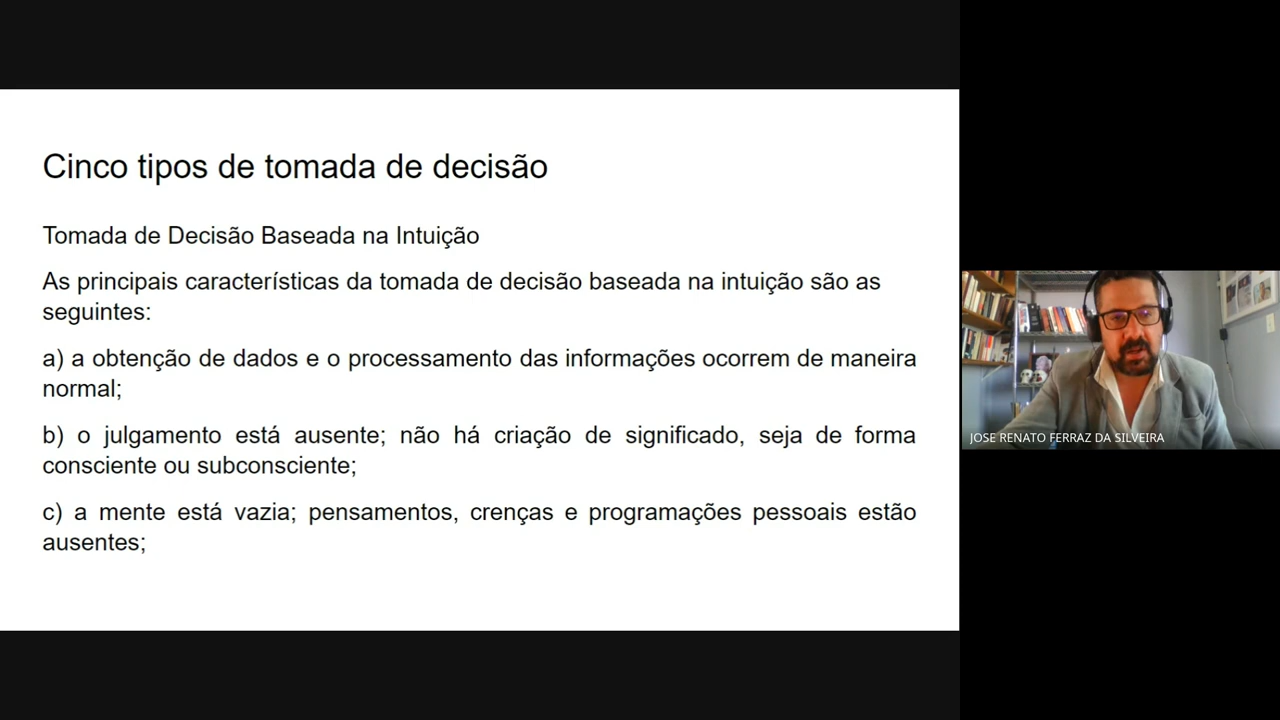 Cinco tipos de tomada de decisão
Tomada de Decisão Baseada na Intuição
As principais características da tomada de decisão baseada na intuição são as
seguintes:
a) a obtenção de dados e o processamento das informações ocorrem de maneira
normal;
b) o julgamento está ausente; não há criação de significado, seja de forma
consciente ou subconsciente;
c) a mente está vazia; pensamentos, crenças e programações pessoais estão
ausentes;
JOSE RENATO FERRAZ DA SILVEIRA